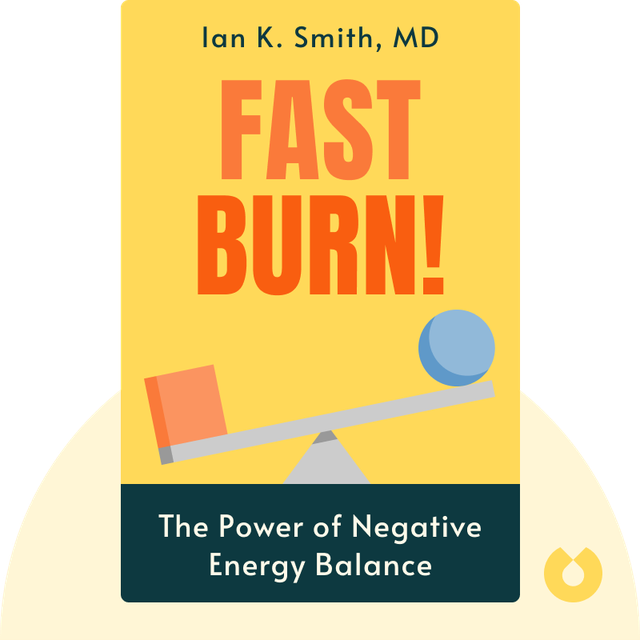 Ian K. Smith, MD
FAST
BURN!
The Power of Negative
Energy Balance